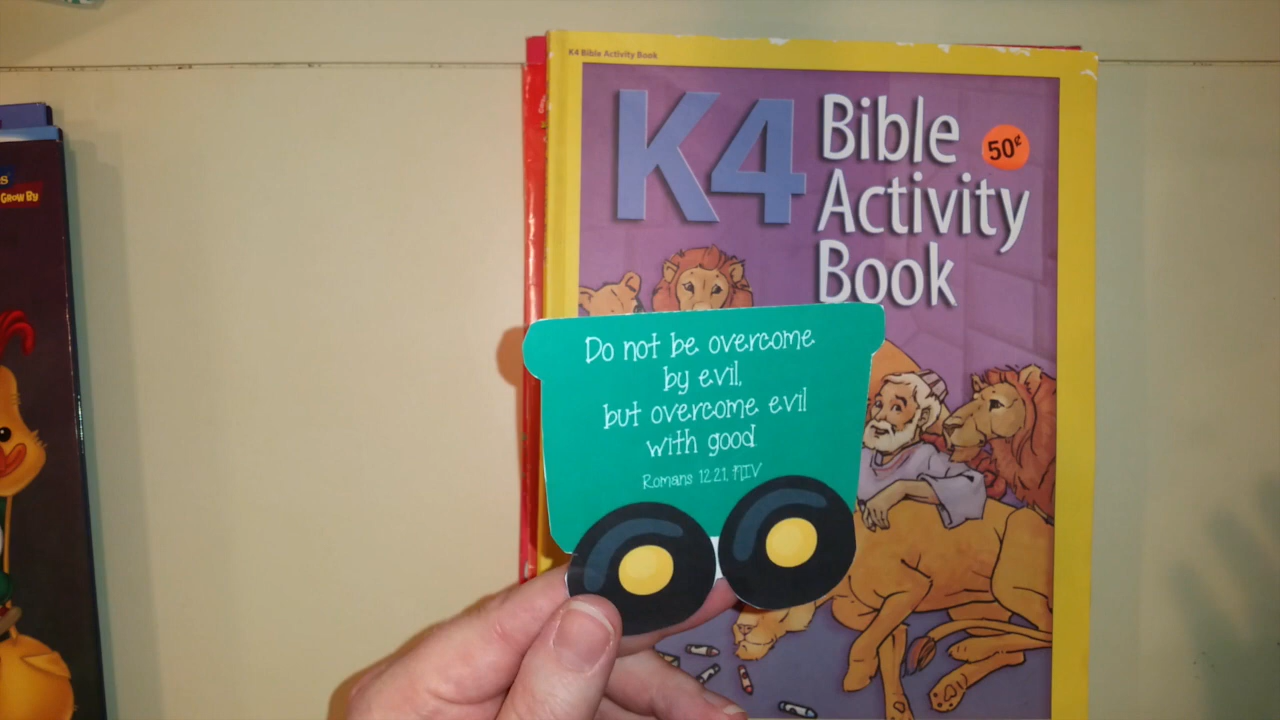 K4 Bible Activity Book
K4
Bible
Activity
Book
50¢
GROW BY
Do not be overcome
by evil,
but overcome evil
with good
Romans 12.21, NIV